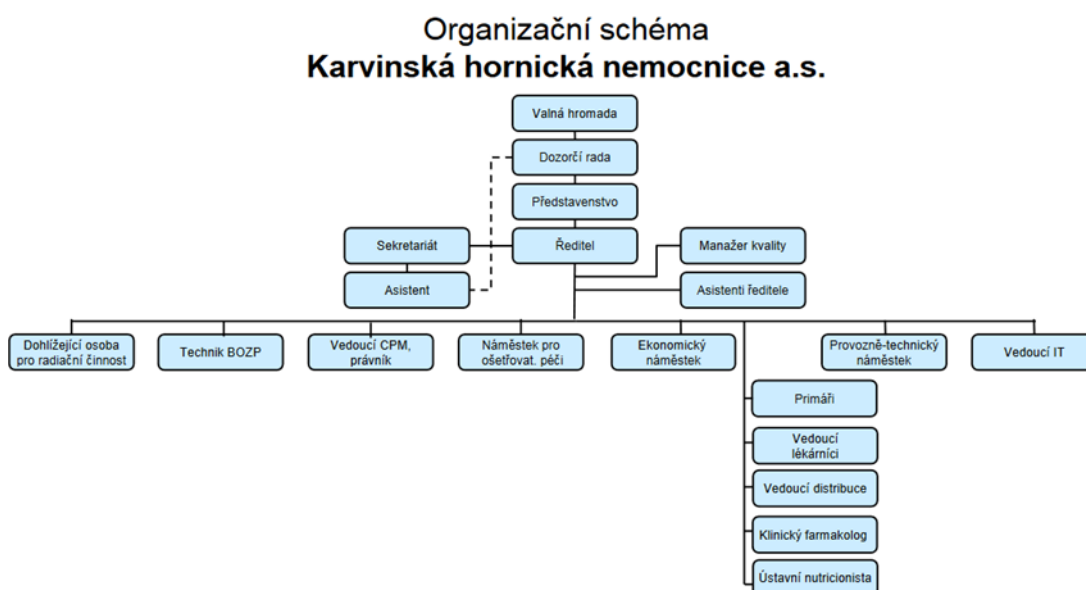 Organizační schéma
Karvinská hornická nemocnice a.s.
Valná hromada
Dozorčí rada
Představenstvo
Sekretariát
Ředitel
Manažer kvality
Asistent
Asistenti ředitele
Dohlížející osoba
pro radiační činnost
Technik BOZP
Vedoucí CPM,
právník
Náměstek pro
ošetřovat. péči
Ekonomický
náměstek
Provozně-technický
náměstek
Vedoucí IT
Primáři
Vedoucí
lékárníci
Vedoucí distribuce
Klinický farmakolog
Ústavní nutricionista